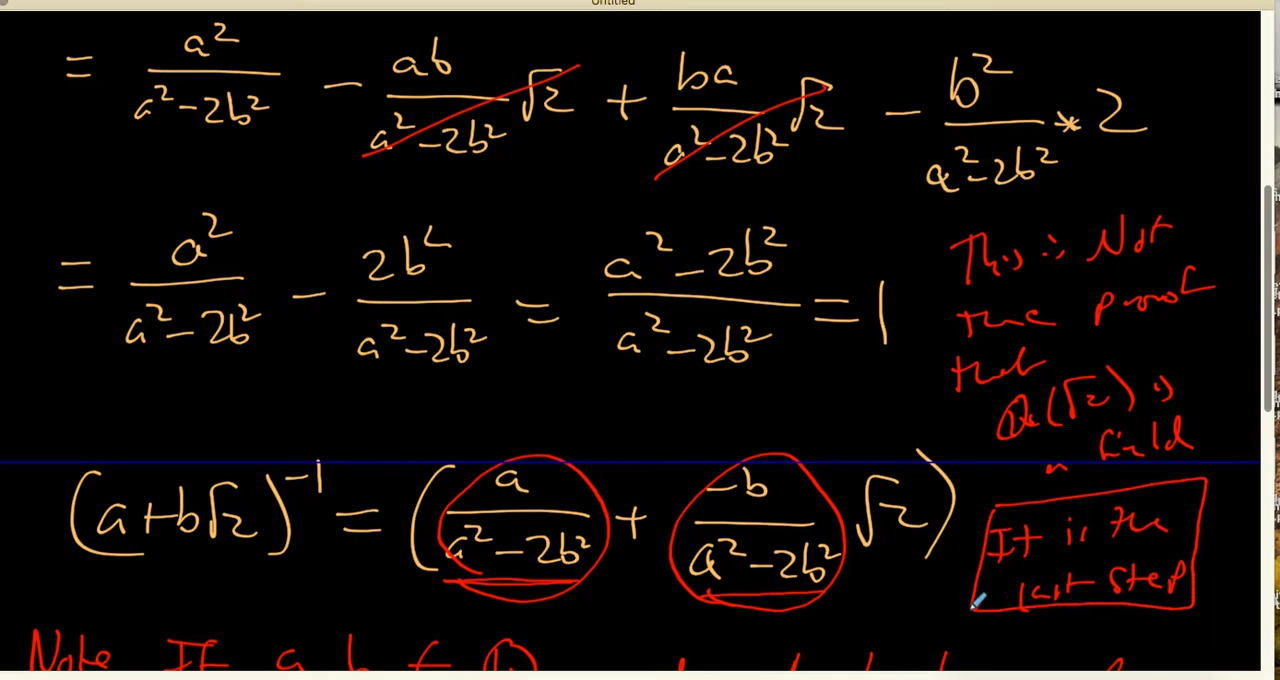 Untitled
= a²/(a²-2b²) - ab/(a²-2b²) √2 + ba/(a²-2b²) √2 - b²/(a²-2b²) * 2
= a²/(a²-2b²) - 2b²/(a²-2b²) = (a²-2b²)/(a²-2b²) = 1
This is Not
the proof
that
Q(√2) is
a field
(a+b√2)⁻¹ = (a/(a²-2b²) + -b/(a²-2b²) √2)
It is the
last step
Note If a b ∈ Q